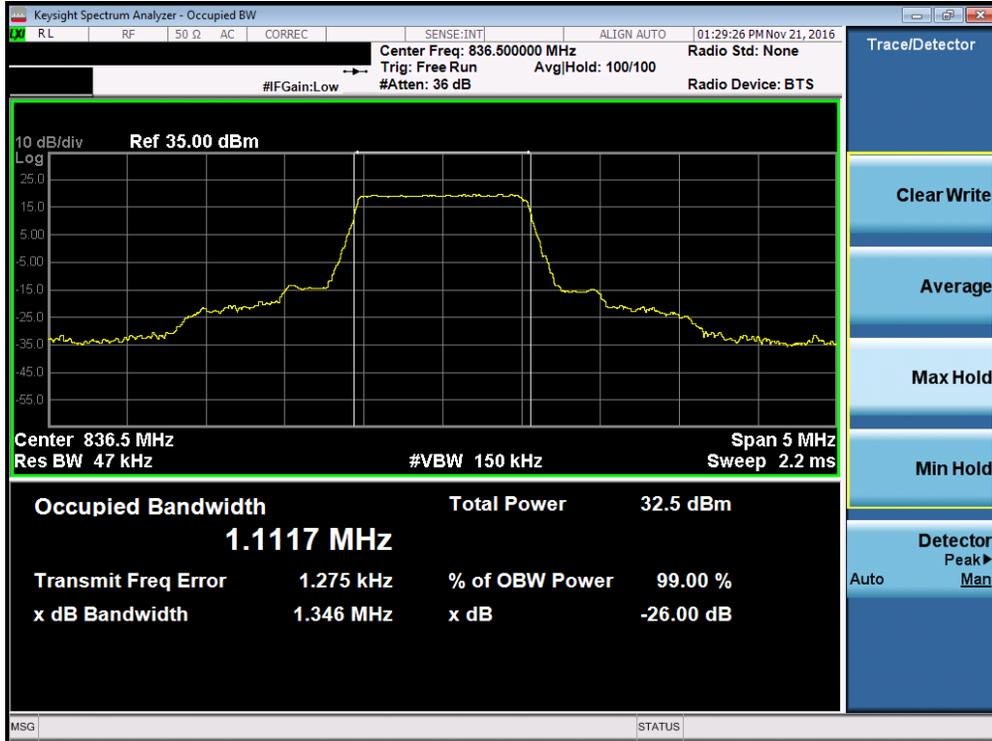 Keysight Spectrum Analyzer - Occupied BW
LXI RL RF 50 Ω AC CORREC SENSE:INT ALIGN AUTO 01:29:26 PM Nov 21, 2016
Center Freq: 836.500000 MHz Radio Std: None
Trig: Free Run Avg|Hold: 100/100
#IFGain:Low #Atten: 36 dB Radio Device: BTS
10 dB/div Ref 35.00 dBm
Log
25.0
15.0
5.00
-5.00
-15.0
-25.0
-35.0
-45.0
-55.0
Center 836.5 MHz Span 5 MHz
Res BW 47 kHz #VBW 150 kHz Sweep 2.2 ms
Occupied Bandwidth Total Power 32.5 dBm
1.1117 MHz
Transmit Freq Error 1.275 kHz % of OBW Power 99.00 %
x dB Bandwidth 1.346 MHz x dB -26.00 dB
MSG STATUS
Trace/Detector
Clear Write
Average
Max Hold
Min Hold
Detector
Peak▶
Auto Man